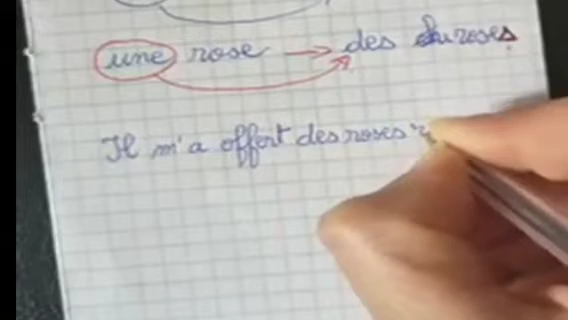 une rose → des roses
Il m'a offert des roses r